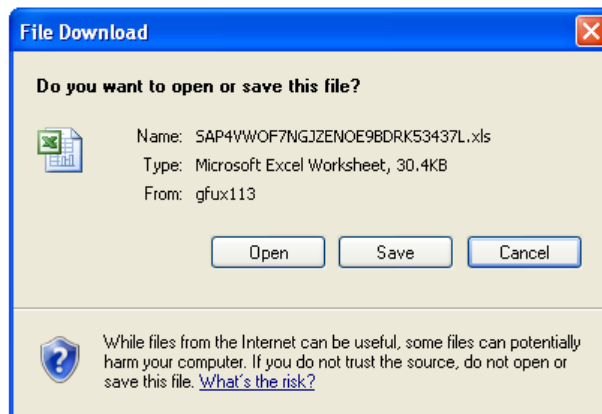 File Download
Do you want to open or save this file?
Name: SAP4VWOF7NGJZENOE9BDRK53437L.xls
Type: Microsoft Excel Worksheet, 30.4KB
From: gfux113
Open Save Cancel
While files from the Internet can be useful, some files can potentially
harm your computer. If you do not trust the source, do not open or
save this file. What's the risk?